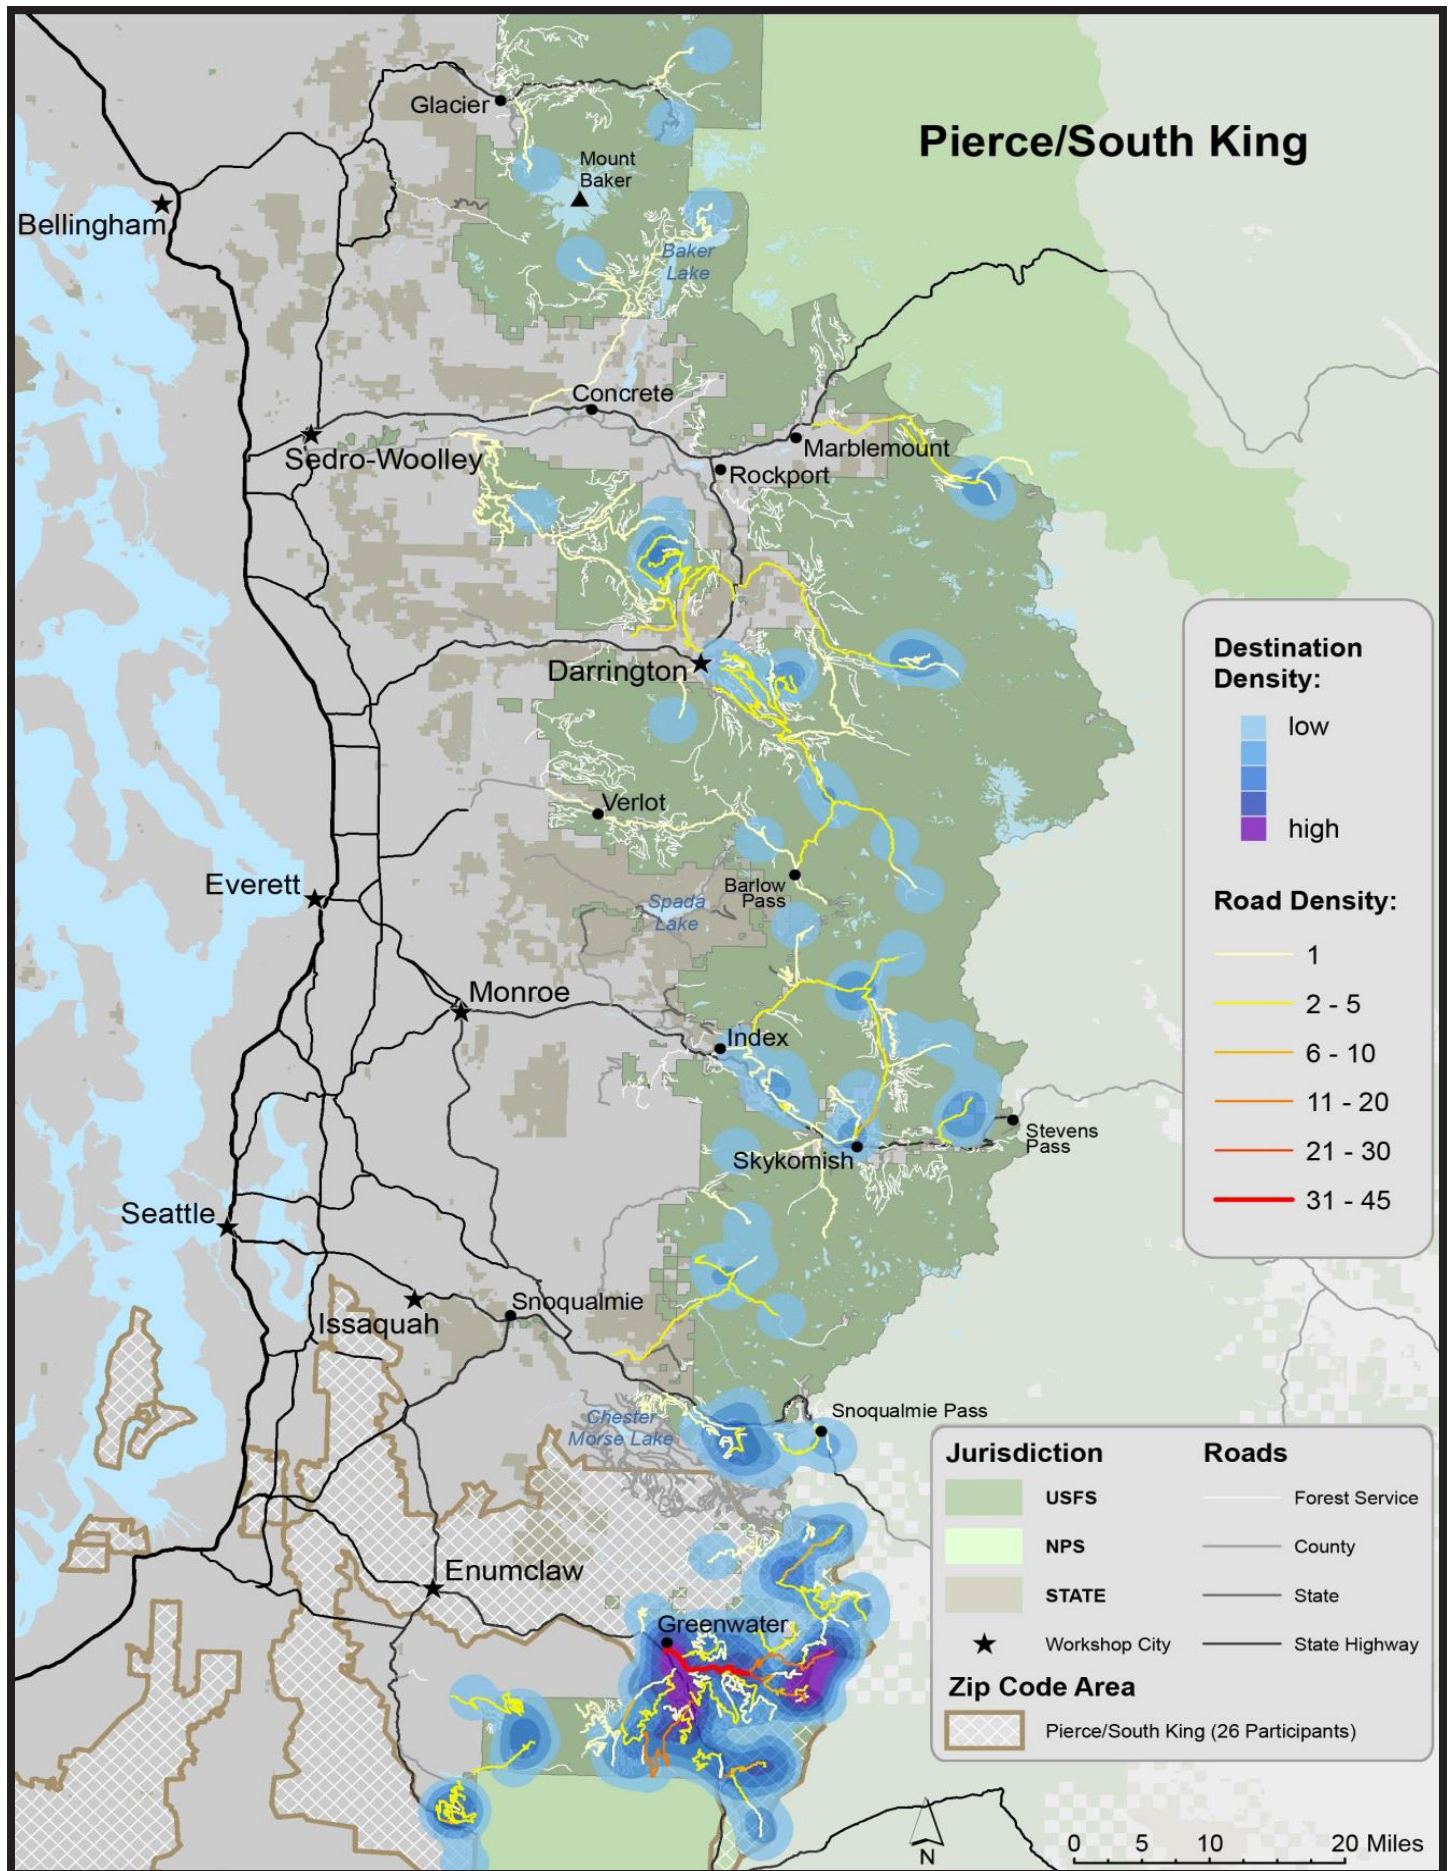 Pierce/South King
Glacier
Mount
Baker
Bellingham
Baker
Lake
Concrete
Sedro-Woolley
Marblemount
Rockport
Darrington
Verlot
Barlow
Pass
Everett
Spada
Lake
Monroe
Index
Stevens
Pass
Skykomish
Seattle
Issaquah
Snoqualmie
Chester
Morse Lake
Snoqualmie Pass
Enumclaw
Greenwater
Destination
Density:
low
high
Road Density:
1
2 - 5
6 - 10
11 - 20
21 - 30
31 - 45
Jurisdiction
USFS
NPS
STATE
Workshop City
Roads
Forest Service
County
State
State Highway
Zip Code Area
Pierce/South King (26 Participants)
N
0 5 10 20 Miles